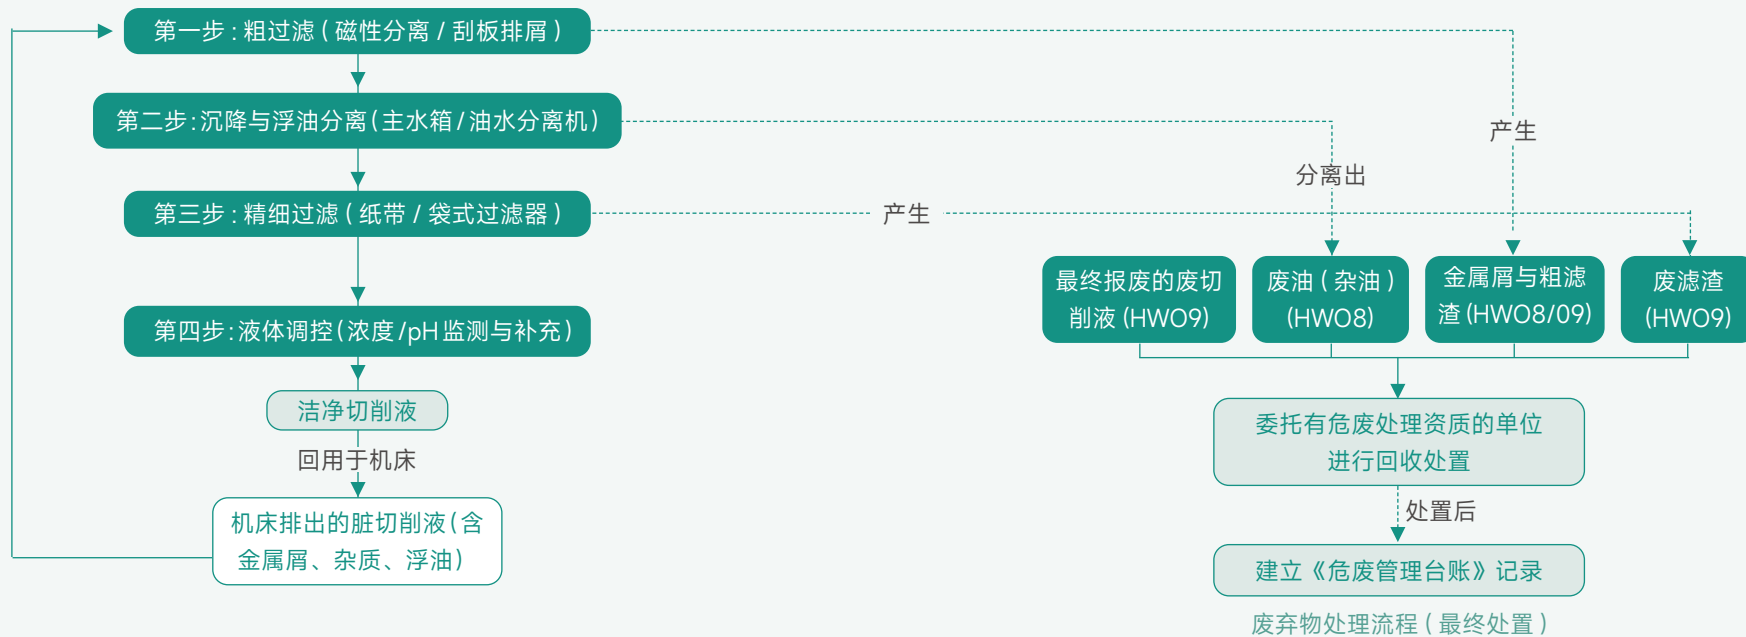 第一步：粗过滤（磁性分离 / 刮板排屑）
第二步：沉降与浮油分离（主水箱/油水分离机）
产生
分离出
第三步：精细过滤（纸带 / 袋式过滤器）
产生
最终报废的废切
削液 (HWO9)
废油（杂油）
(HWO8)
金属屑与粗滤
渣 (HWO8/09)
废滤渣
(HWO9)
第四步：液体调控（浓度/pH 监测与补充）
洁净切削液
回用于机床
机床排出的脏切削液（含
金属屑、杂质、浮油）
委托有危废处理资质的单位
进行回收处置
处置后
建立《危废管理台账》记录
废弃物处理流程（最终处置）